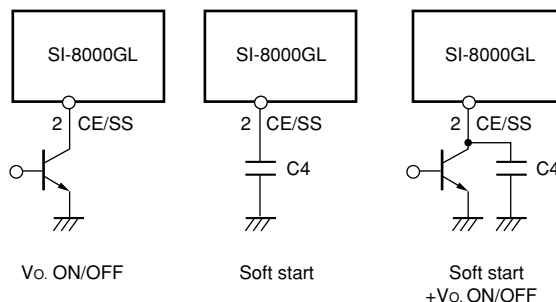 SI-8000GL
SI-8000GL
SI-8000GL
2 CE/SS
2 CE/SS
2 CE/SS
C4
C4
Vo. ON/OFF
Soft start
Soft start
+Vo. ON/OFF